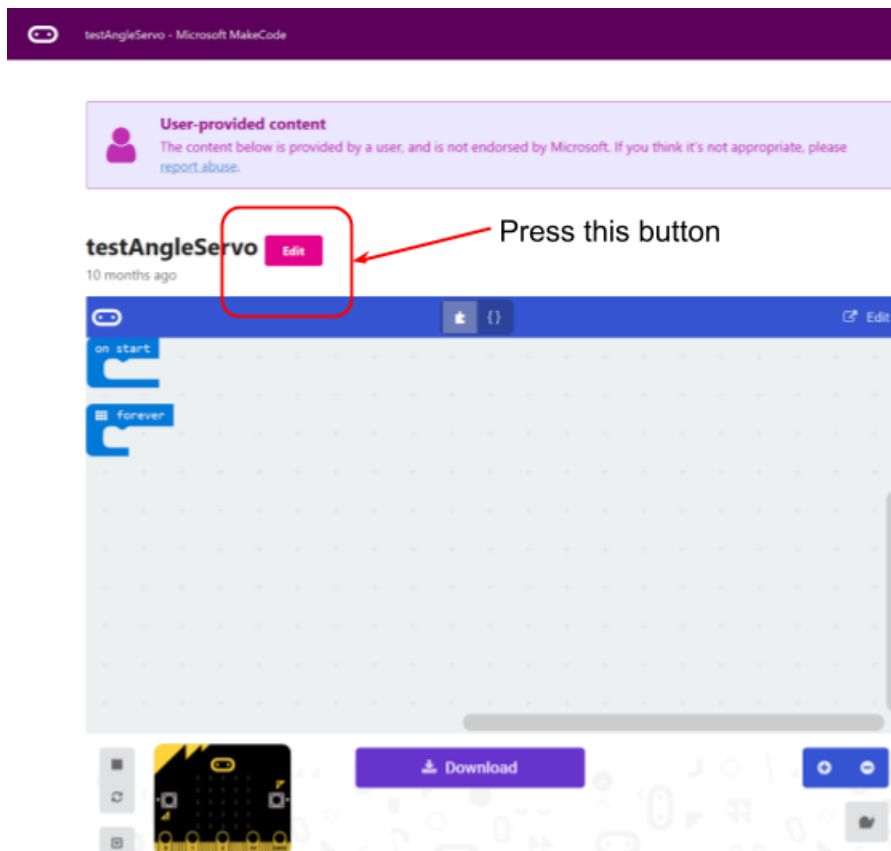 testAngleServo - Microsoft MakeCode
User-provided content
The content below is provided by a user, and is not endorsed by Microsoft. If you think it's not appropriate, please
report abuse.
Press this button
testAngleServo Edit
10 months ago
{} Edit
on start
forever
Download